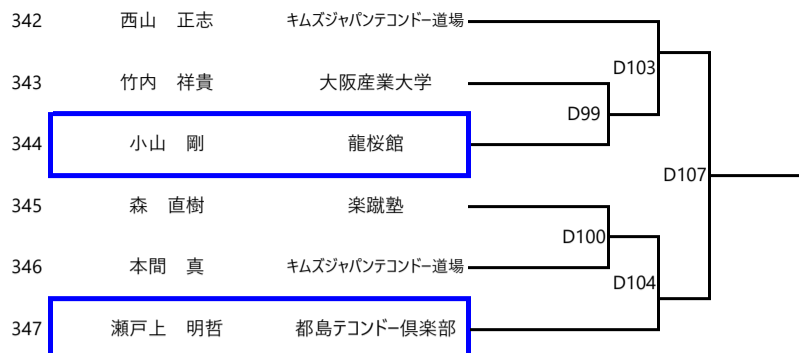 342 西山 正志 キムズジャパンテコンドー道場
D103
343 竹内 祥貴 大阪産業大学
D99
344 小山 剛 龍桜館
D107
345 森 直樹 楽蹴塾
D100
346 本間 真 キムズジャパンテコンドー道場
D104
347 瀬戸上 明哲 都島テコンドー倶楽部